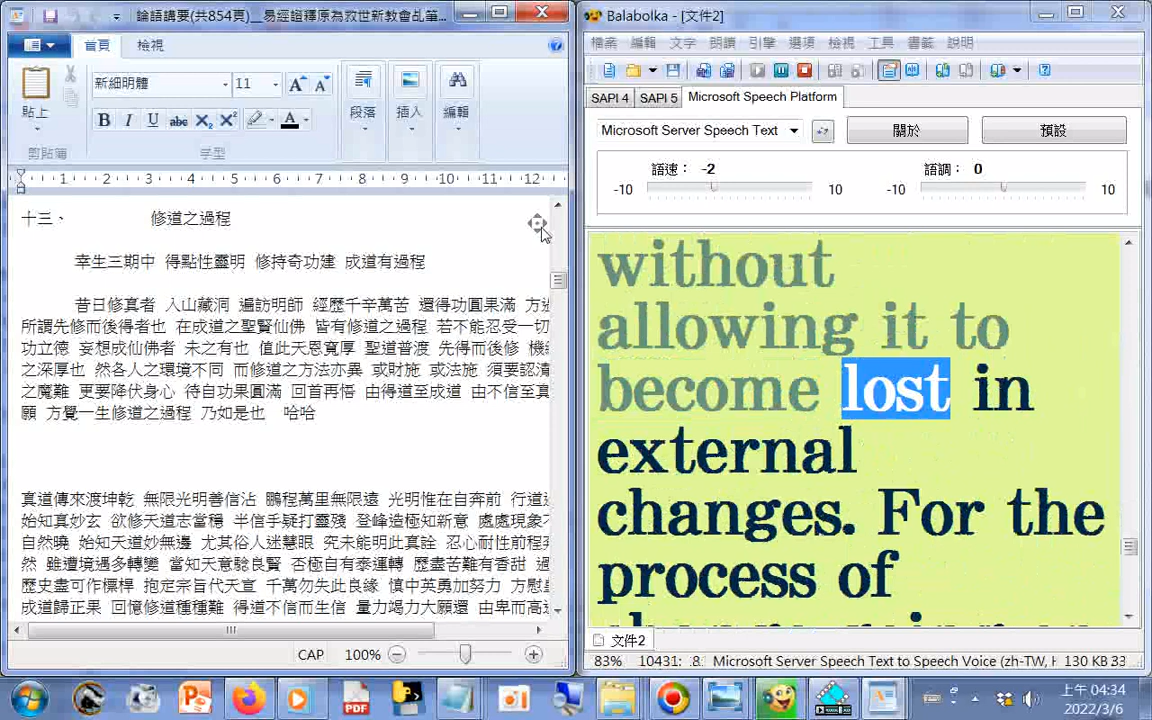 論語講要(共854頁)__易經證釋原為救世新教會乩筆...
首頁 檢視
新細明體 11
貼上
段落 插入 編輯
剪貼簿 字型
1 2 3 4 5 6 7 8 9 10 11 12
十三、 修道之過程
幸生三期中 得點性靈明 修持奇功建 成道有過程
昔日修真者 入山藏洞 遍訪明師 經歷千辛萬苦 還得功圓果滿
所謂先修而後得者也 在成道之聖賢仙佛 皆有修道之過程 若不能忍受一切
功立德 妄想成仙佛者 未之有也 值此天恩寬厚 聖道普渡 先得而後修
之深厚也 然各人之環境不同 而修道之方法亦異 或財施 或法施 須要認清
之魔難 更要降伏身心 待自功果圓滿 回首再悟 由得道至成道 由不信至真
願 方覺一生修道之過程 乃如是也 哈哈
真道傳來渡坤乾 無限光明善信沾 鵬程萬里無限遠 光明惟在自奔前
始知真妙玄 欲修天道志當穩 半信乎疑打靈殘 登峰造極知新意 處處現象
自然曉 始知天道妙無邊 尤其俗人迷慧眼 究未能明此真詮 忍心耐性前程
然 雖遭境遇多轉變 當知天意驗良賢 否極自有泰運轉 歷盡苦難有香甜
歷史盡可作標桿 抱定宗旨代天宣 千萬勿失此良緣 慎中英勇加努力 方慰
成道歸正果 回憶修道種種難 得道不信而生信 量力竭力大願還 由卑而高
CAP 100%
Balabolka - [文件2]
檔案 編輯 文字 朗讀 引擎 選項 檢視 工具 書籤 說明
SAPI 4 SAPI 5 Microsoft Speech Platform
Microsoft Server Speech Text 關於 預設
語速： -2 語調： 0
-10 10 -10 10
without
allowing it to
become lost in
external
changes. For the
process of
文件2
83% 10431: Microsoft Server Speech Text to Speech Voice (zh-TW, H 130 KB 33
上午 04:34
2022/3/6